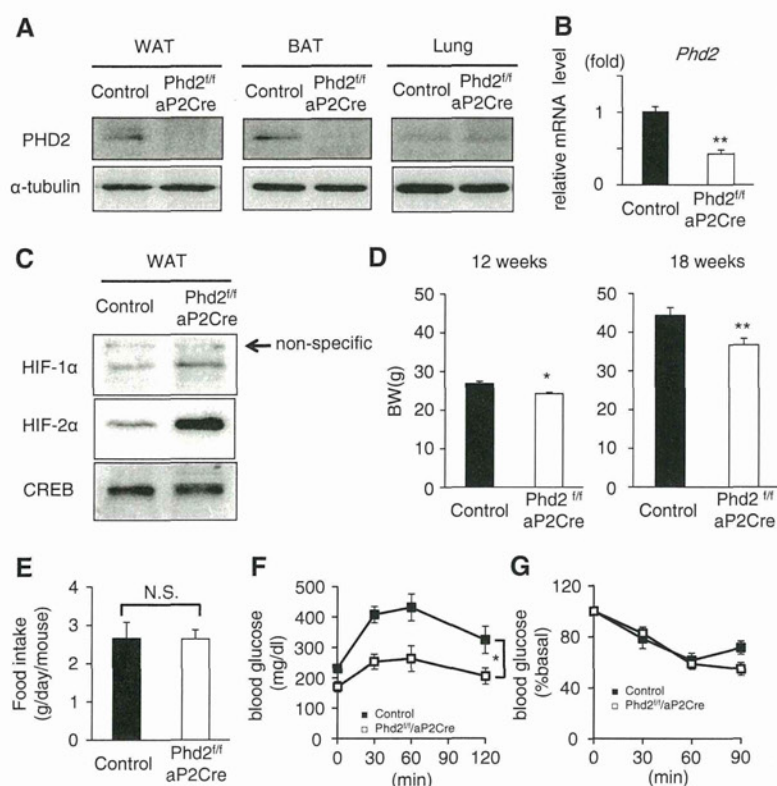 A
WAT BAT Lung
Control Phd2f/f aP2Cre Control Phd2f/f aP2Cre Control Phd2f/f aP2Cre
PHD2
α-tubulin
B
Phd2
(fold)
relative mRNA level
1
0
**
Control Phd2f/f aP2Cre
C
WAT
Control Phd2f/f aP2Cre
non-specific
HIF-1α
HIF-2α
CREB
D
12 weeks 18 weeks
BW(g)
50
40
30
20
10
0
*
Control Phd2 f/f aP2Cre
50
40
30
20
10
0
**
Control Phd2 f/f aP2Cre
E
Food intake
(g/day/mouse)
4
3
2
1
0
N.S.
Control Phd2f/f aP2Cre
F
blood glucose
(mg/dl)
500
400
300
200
100
0
*
Control
Phd2f/f/aP2Cre
0 30 60 90 120
(min)
G
blood glucose
(%basal)
120
80
40
0
Control
Phd2f/f/aP2Cre
0 30 60 90
(min)